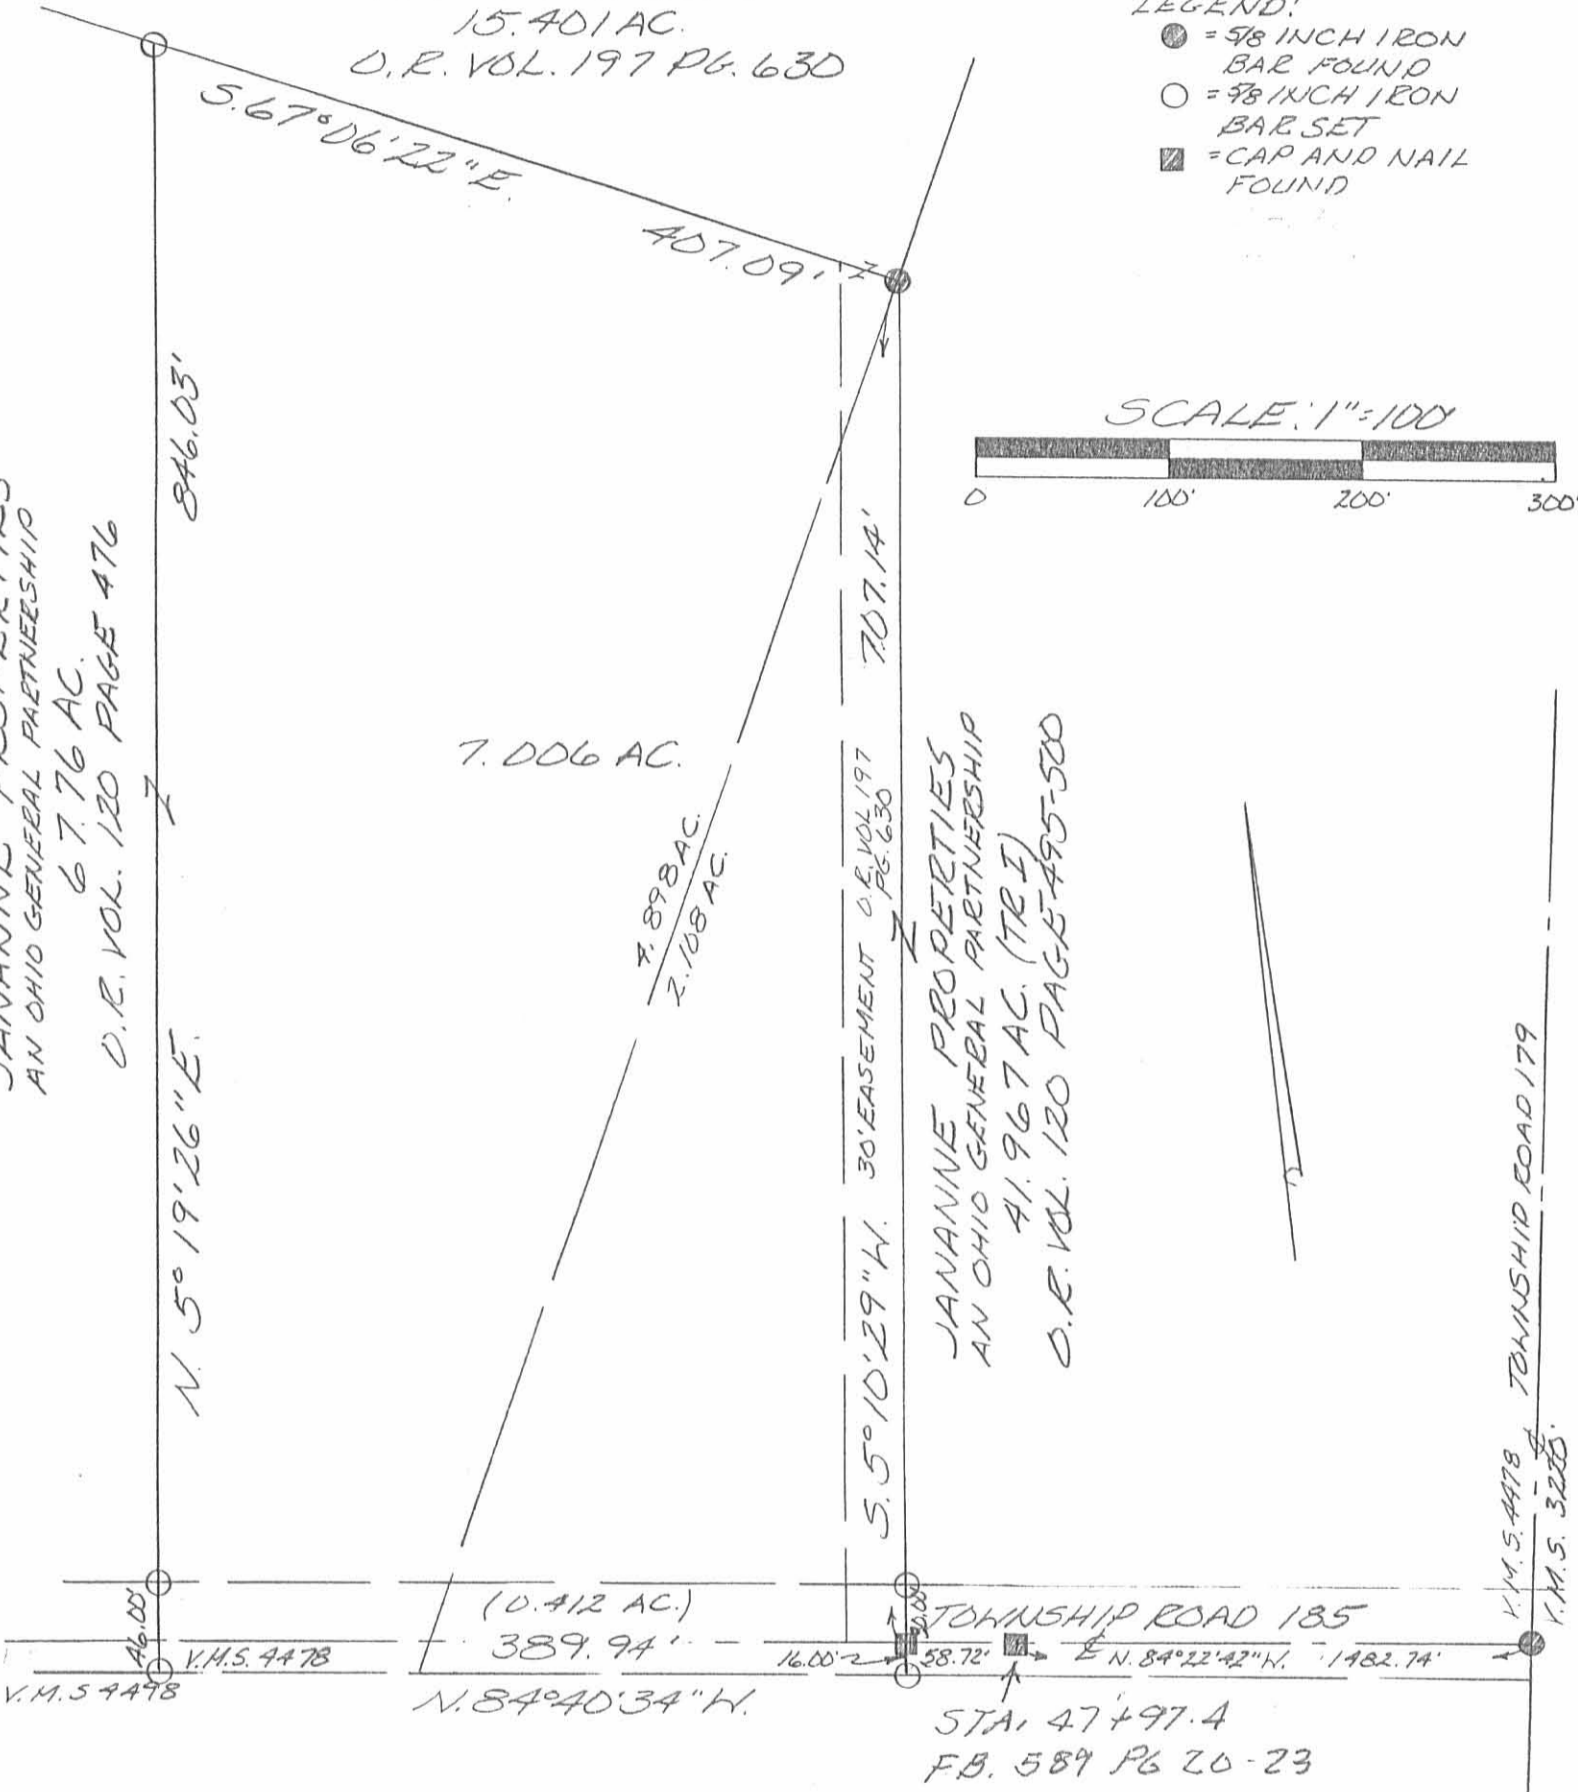 15.401 AC.
O.R. VOL. 197 PG. 630
LEGEND:
= 5/8 INCH IRON
BAR FOUND
= 5/8 INCH IRON
BAR SET
= CAP AND NAIL
FOUND
S.67°06'22"E.
407.09'
SCALE: 1"=100'
0 100' 200' 300'
846.03'
N. 5°19'26"E.
AN OHIO GENERAL PARTNERSHIP
67.76 AC.
O.R. VOL. 120 PAGE 476
7.006 AC.
4.898 AC.
2.108 AC.
30' EASEMENT O.R. VOL 197
PG. 630
707.14'
S. 5°10'29"W.
JANANNE PROPERTIES
AN OHIO GENERAL PARTNERSHIP
41.967 AC. (TR I)
O.R. VOL. 120 PAGE 495-500
TOWNSHIP ROAD 179
V.M.S. 4478
V.M.S. 3220
46.00'
(0.412 AC.)
389.94'
V.M.S. 4478
V.M.S 4498
N.84°40'34"W.
16.00'
TOWNSHIP ROAD 185
58.72'
N. 84°22'42"W. 1482.74'
STA. 47+97.4
F.B. 589 PG 20-23